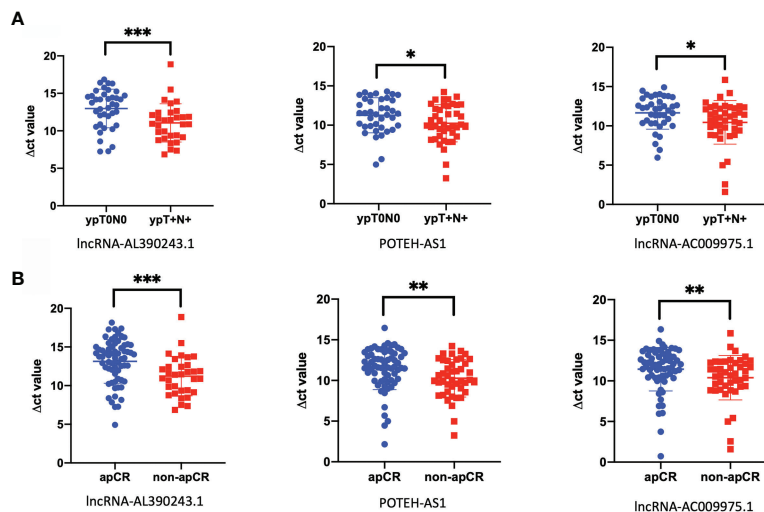 A
***
*
*
Δct value
20
15
10
5
0
ypT0N0 ypT+N+
lncRNA-AL390243.1
Δct value
20
15
10
5
0
ypT0N0 ypT+N+
POTEH-AS1
Δct value
20
15
10
5
0
ypT0N0 ypT+N+
lncRNA-AC009975.1
B
***
**
**
Δct value
20
15
10
5
0
apCR non-apCR
lncRNA-AL390243.1
Δct value
20
15
10
5
0
apCR non-apCR
POTEH-AS1
Δct value
20
15
10
5
0
apCR non-apCR
lncRNA-AC009975.1